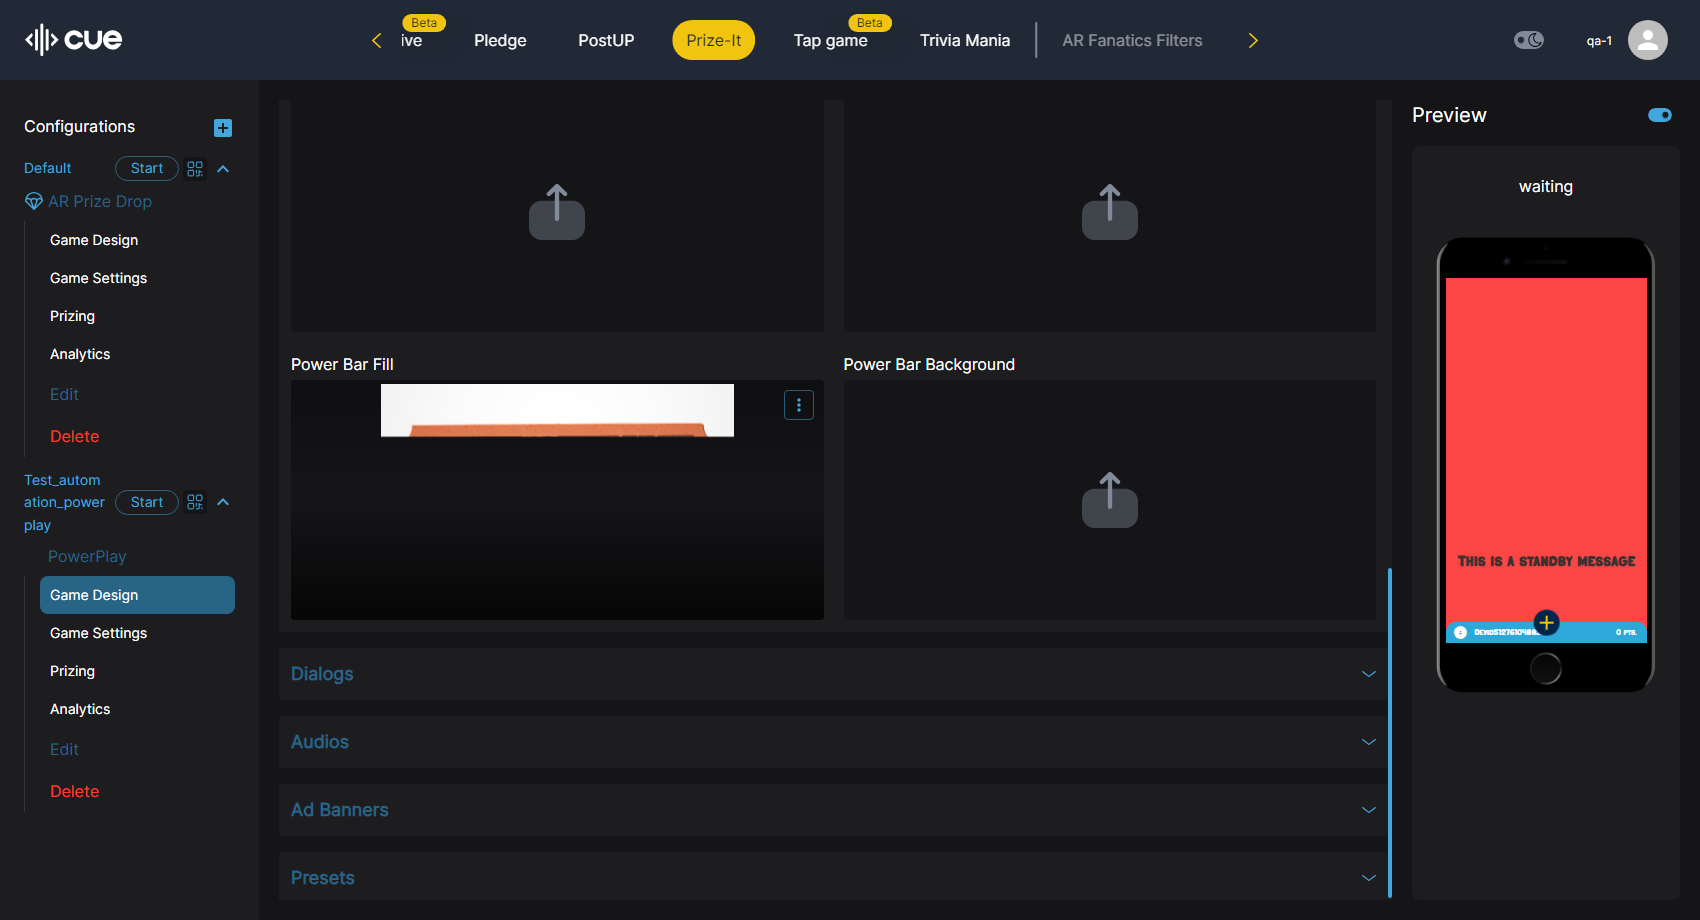 cue
Beta
Beta
ive
Pledge
PostUP
Prize-It
Tap game
Trivia Mania
AR Fanatics Filters
qa-1
Configurations
Default
Start
AR Prize Drop
Game Design
Game Settings
Prizing
Analytics
Edit
Delete
Test_autom
ation_power
play
Start
PowerPlay
Game Design
Game Settings
Prizing
Analytics
Edit
Delete
Power Bar Fill
Power Bar Background
Dialogs
Audios
Ad Banners
Presets
Preview
waiting
This is a standby message
0 pts.